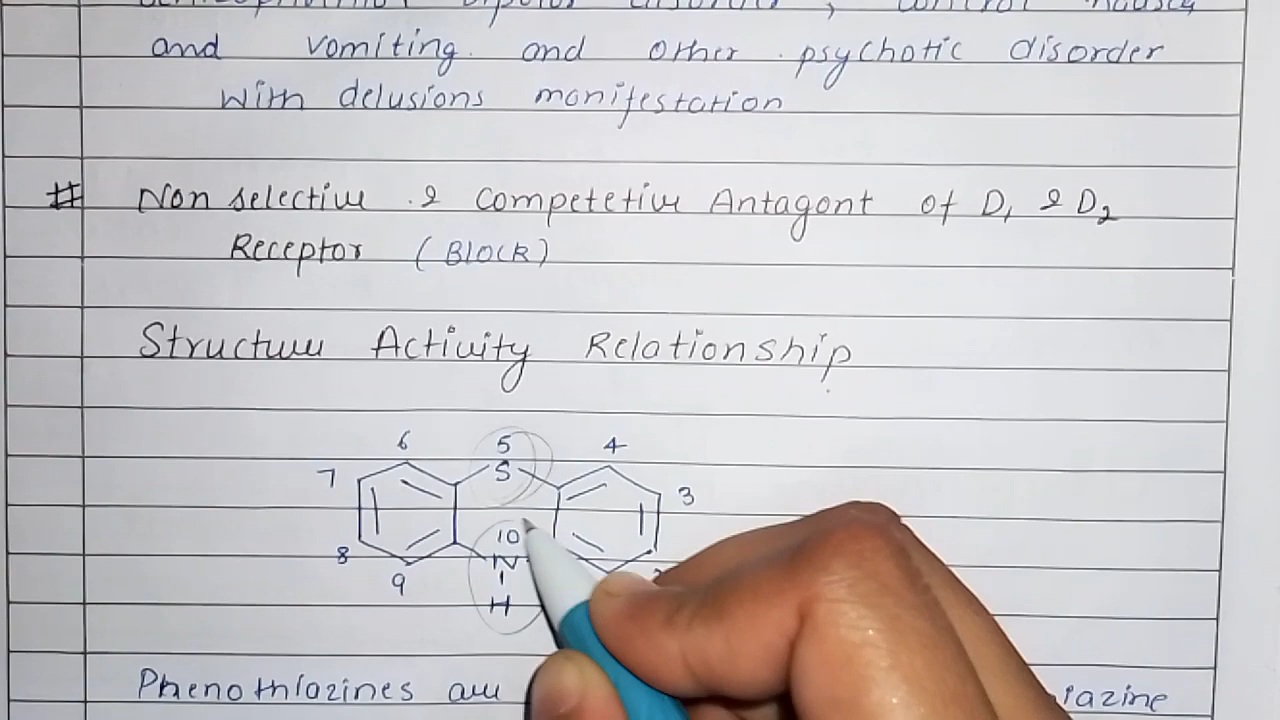 and vomiting and other psychotic disorder
with delusions monifestation
# Non selective & competetive Antagont of D1 & D2
Receptor (BLOCK)
Structure Activity Relationship
6 5 4
7 S 3
10
8 N
9 H
Phenothiazines are